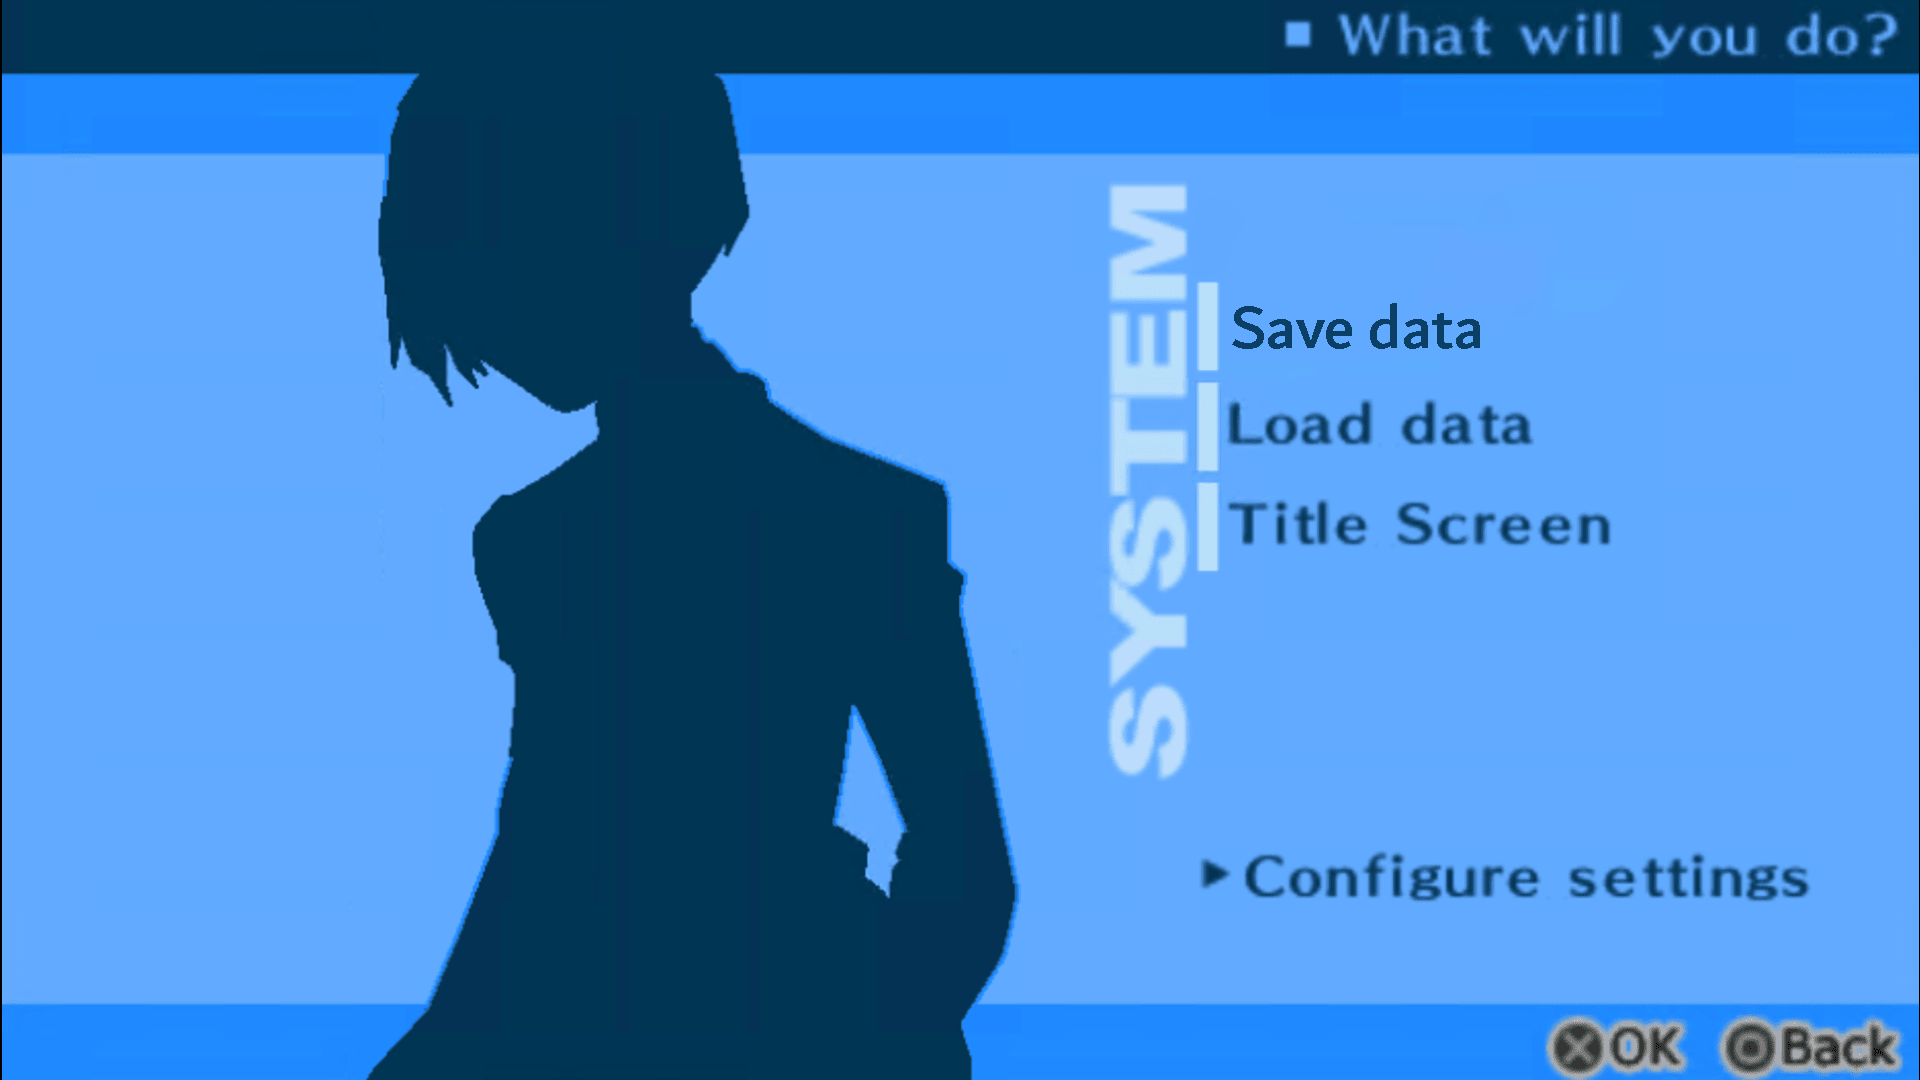 What will you do?
SYSTEM
Save data
Load data
Title Screen
Configure settings
OK Back